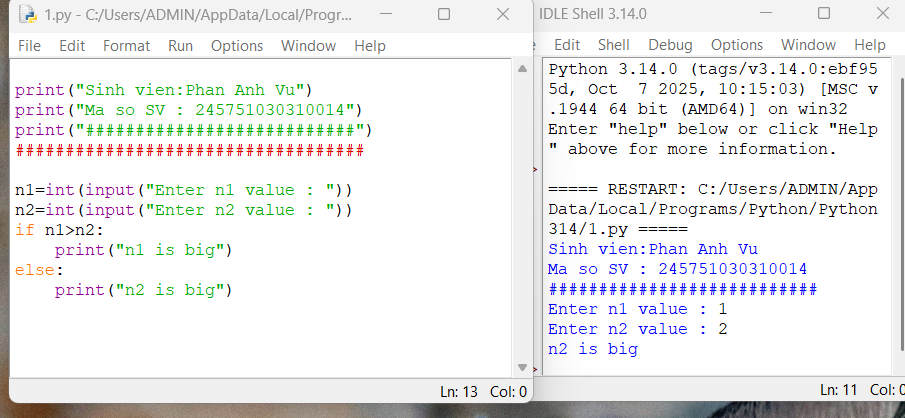 1.py - C:/Users/ADMIN/AppData/Local/Progr...
File Edit Format Run Options Window Help
print("Sinh vien:Phan Anh Vu")
print("Ma so SV : 245751030310014")
print("###########################")
###################################
n1=int(input("Enter n1 value : "))
n2=int(input("Enter n2 value : "))
if n1>n2:
    print("n1 is big")
else:
    print("n2 is big")
Ln: 13 Col: 0
IDLE Shell 3.14.0
Edit Shell Debug Options Window Help
Python 3.14.0 (tags/v3.14.0:ebf95
5d, Oct  7 2025, 10:15:03) [MSC v
.1944 64 bit (AMD64)] on win32
Enter "help" below or click "Help
" above for more information.
===== RESTART: C:/Users/ADMIN/App
Data/Local/Programs/Python/Python
314/1.py =====
Sinh vien:Phan Anh Vu
Ma so SV : 245751030310014
###########################
Enter n1 value : 1
Enter n2 value : 2
n2 is big
Ln: 11 Col: 0